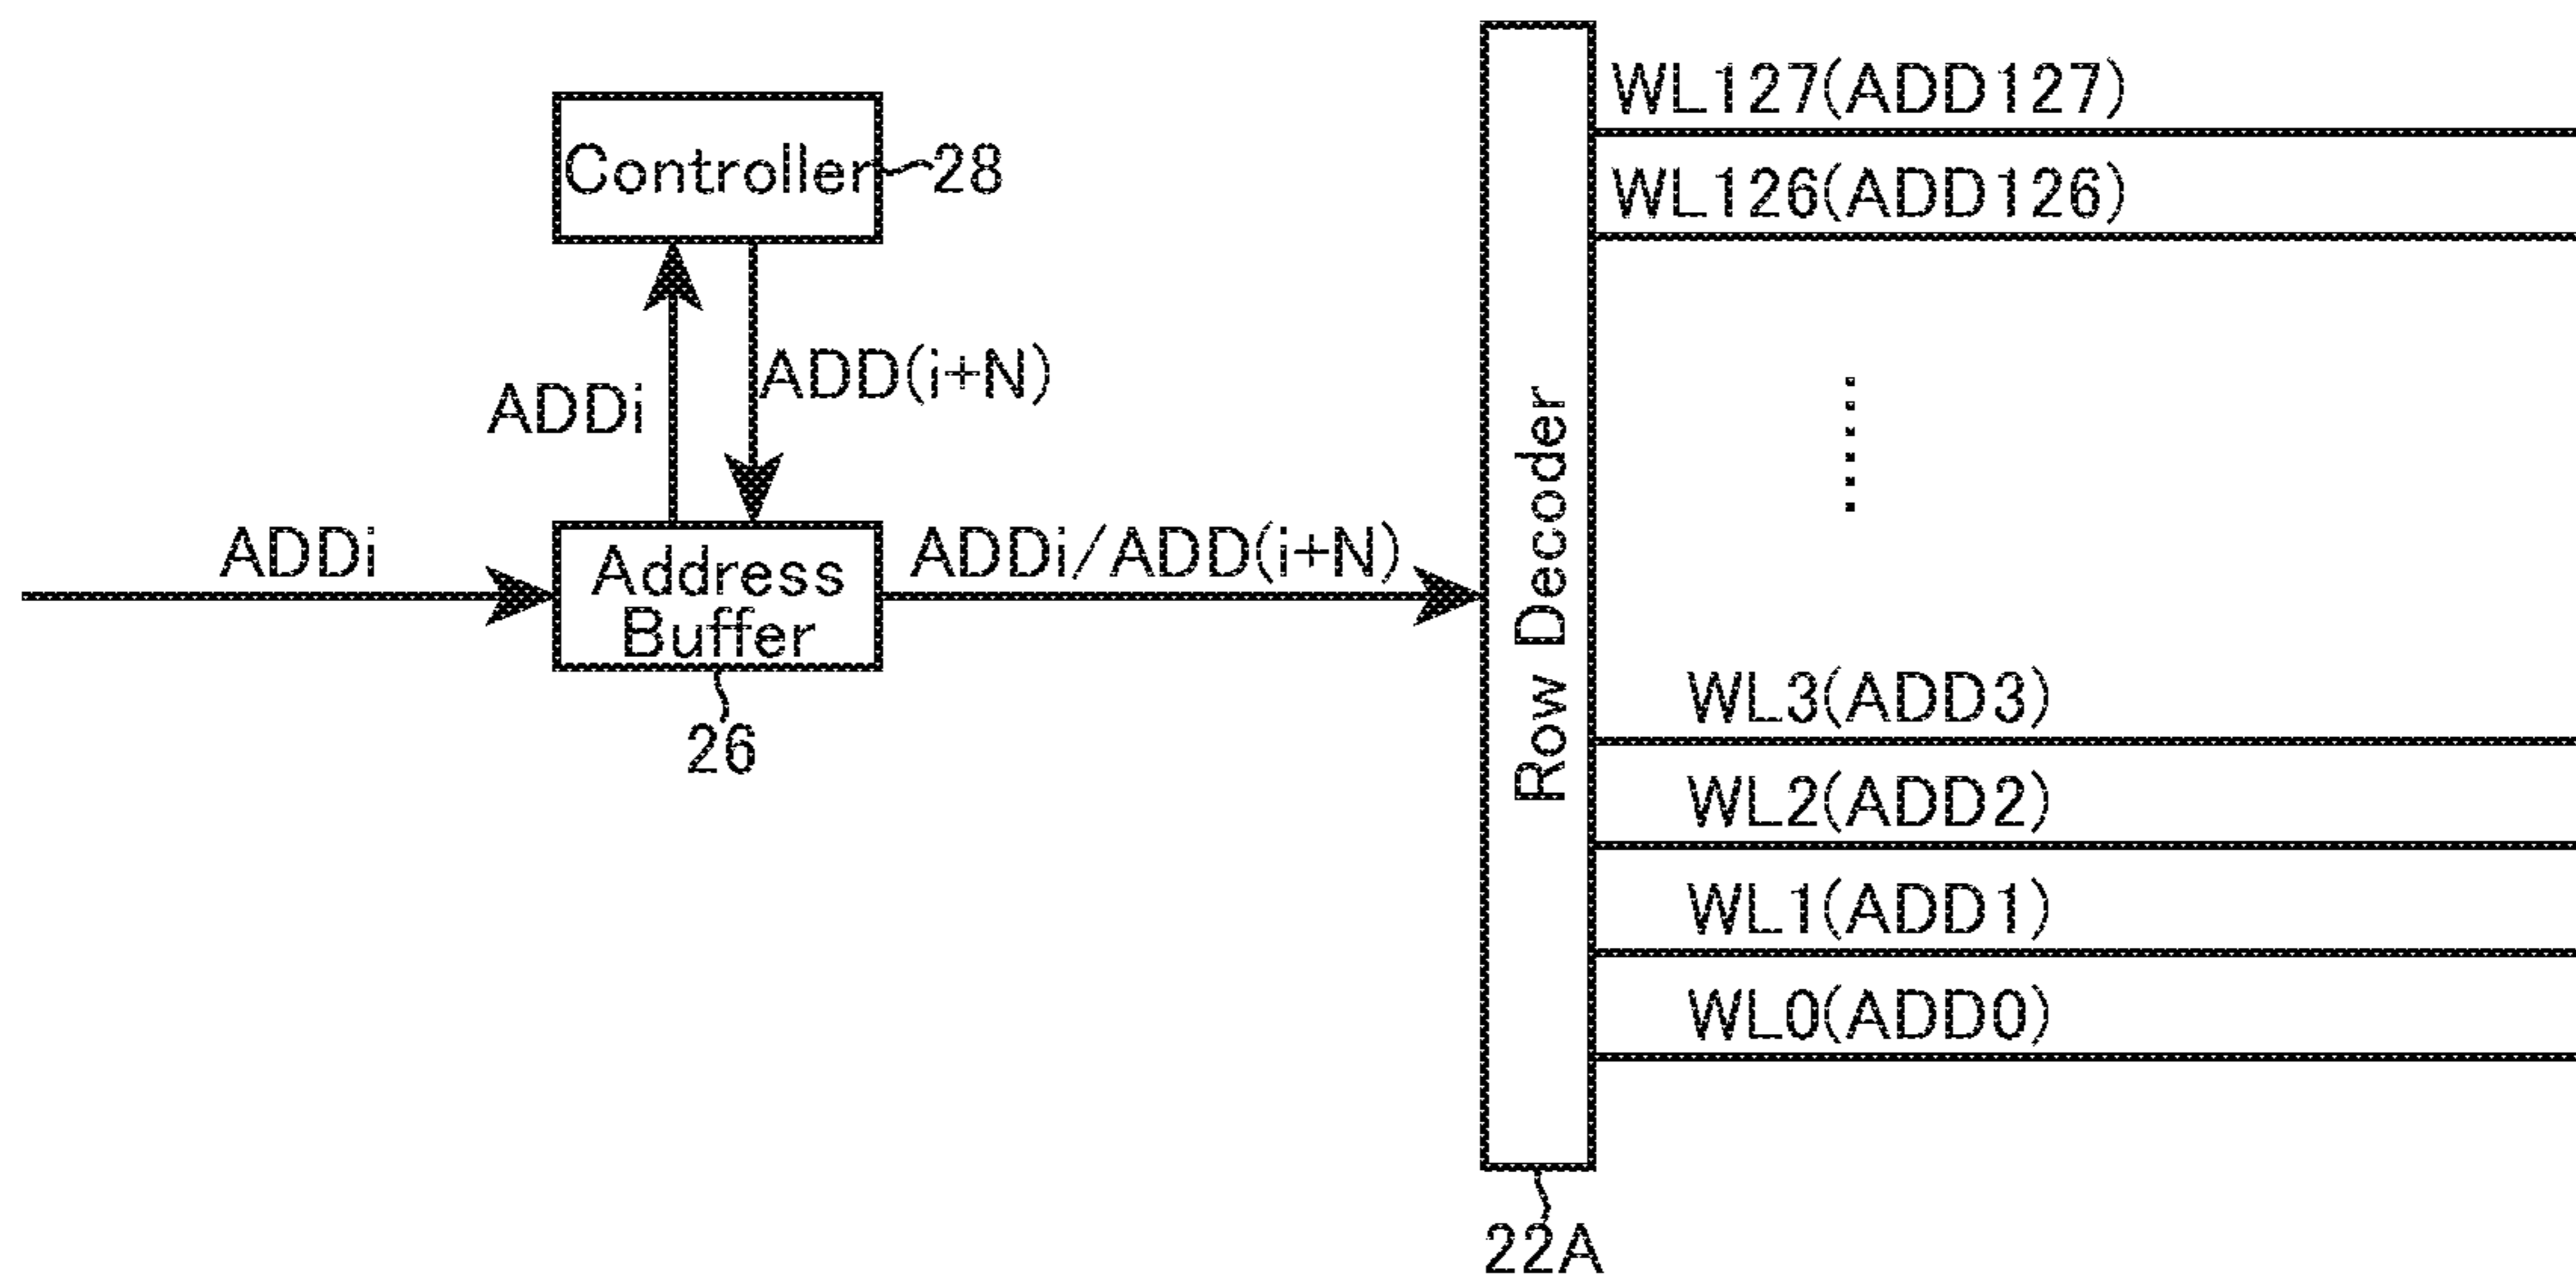 WL127(ADD127)
Controller
28
WL126(ADD126)
ADDi
ADD(i+N)
ADDi
Address
Buffer
ADDi/ADD(i+N)
Row Decoder
26
WL3(ADD3)
WL2(ADD2)
WL1(ADD1)
WL0(ADD0)
22A